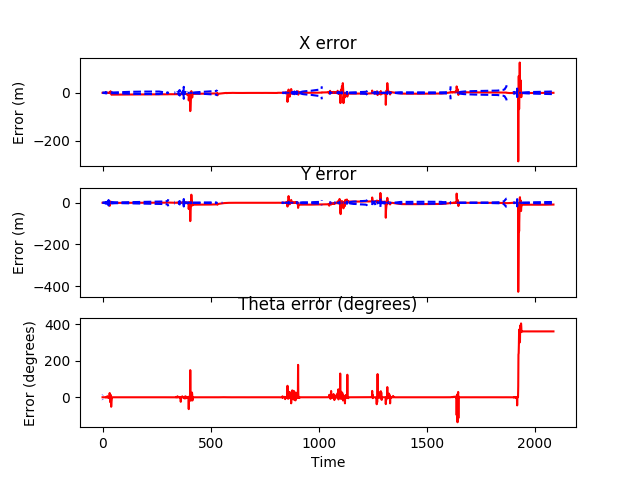 X error
Error (m)
0
−200
Y error
Error (m)
0
−200
−400
Theta error (degrees)
Error (degrees)
400
200
0
0 500 1000 1500 2000
Time